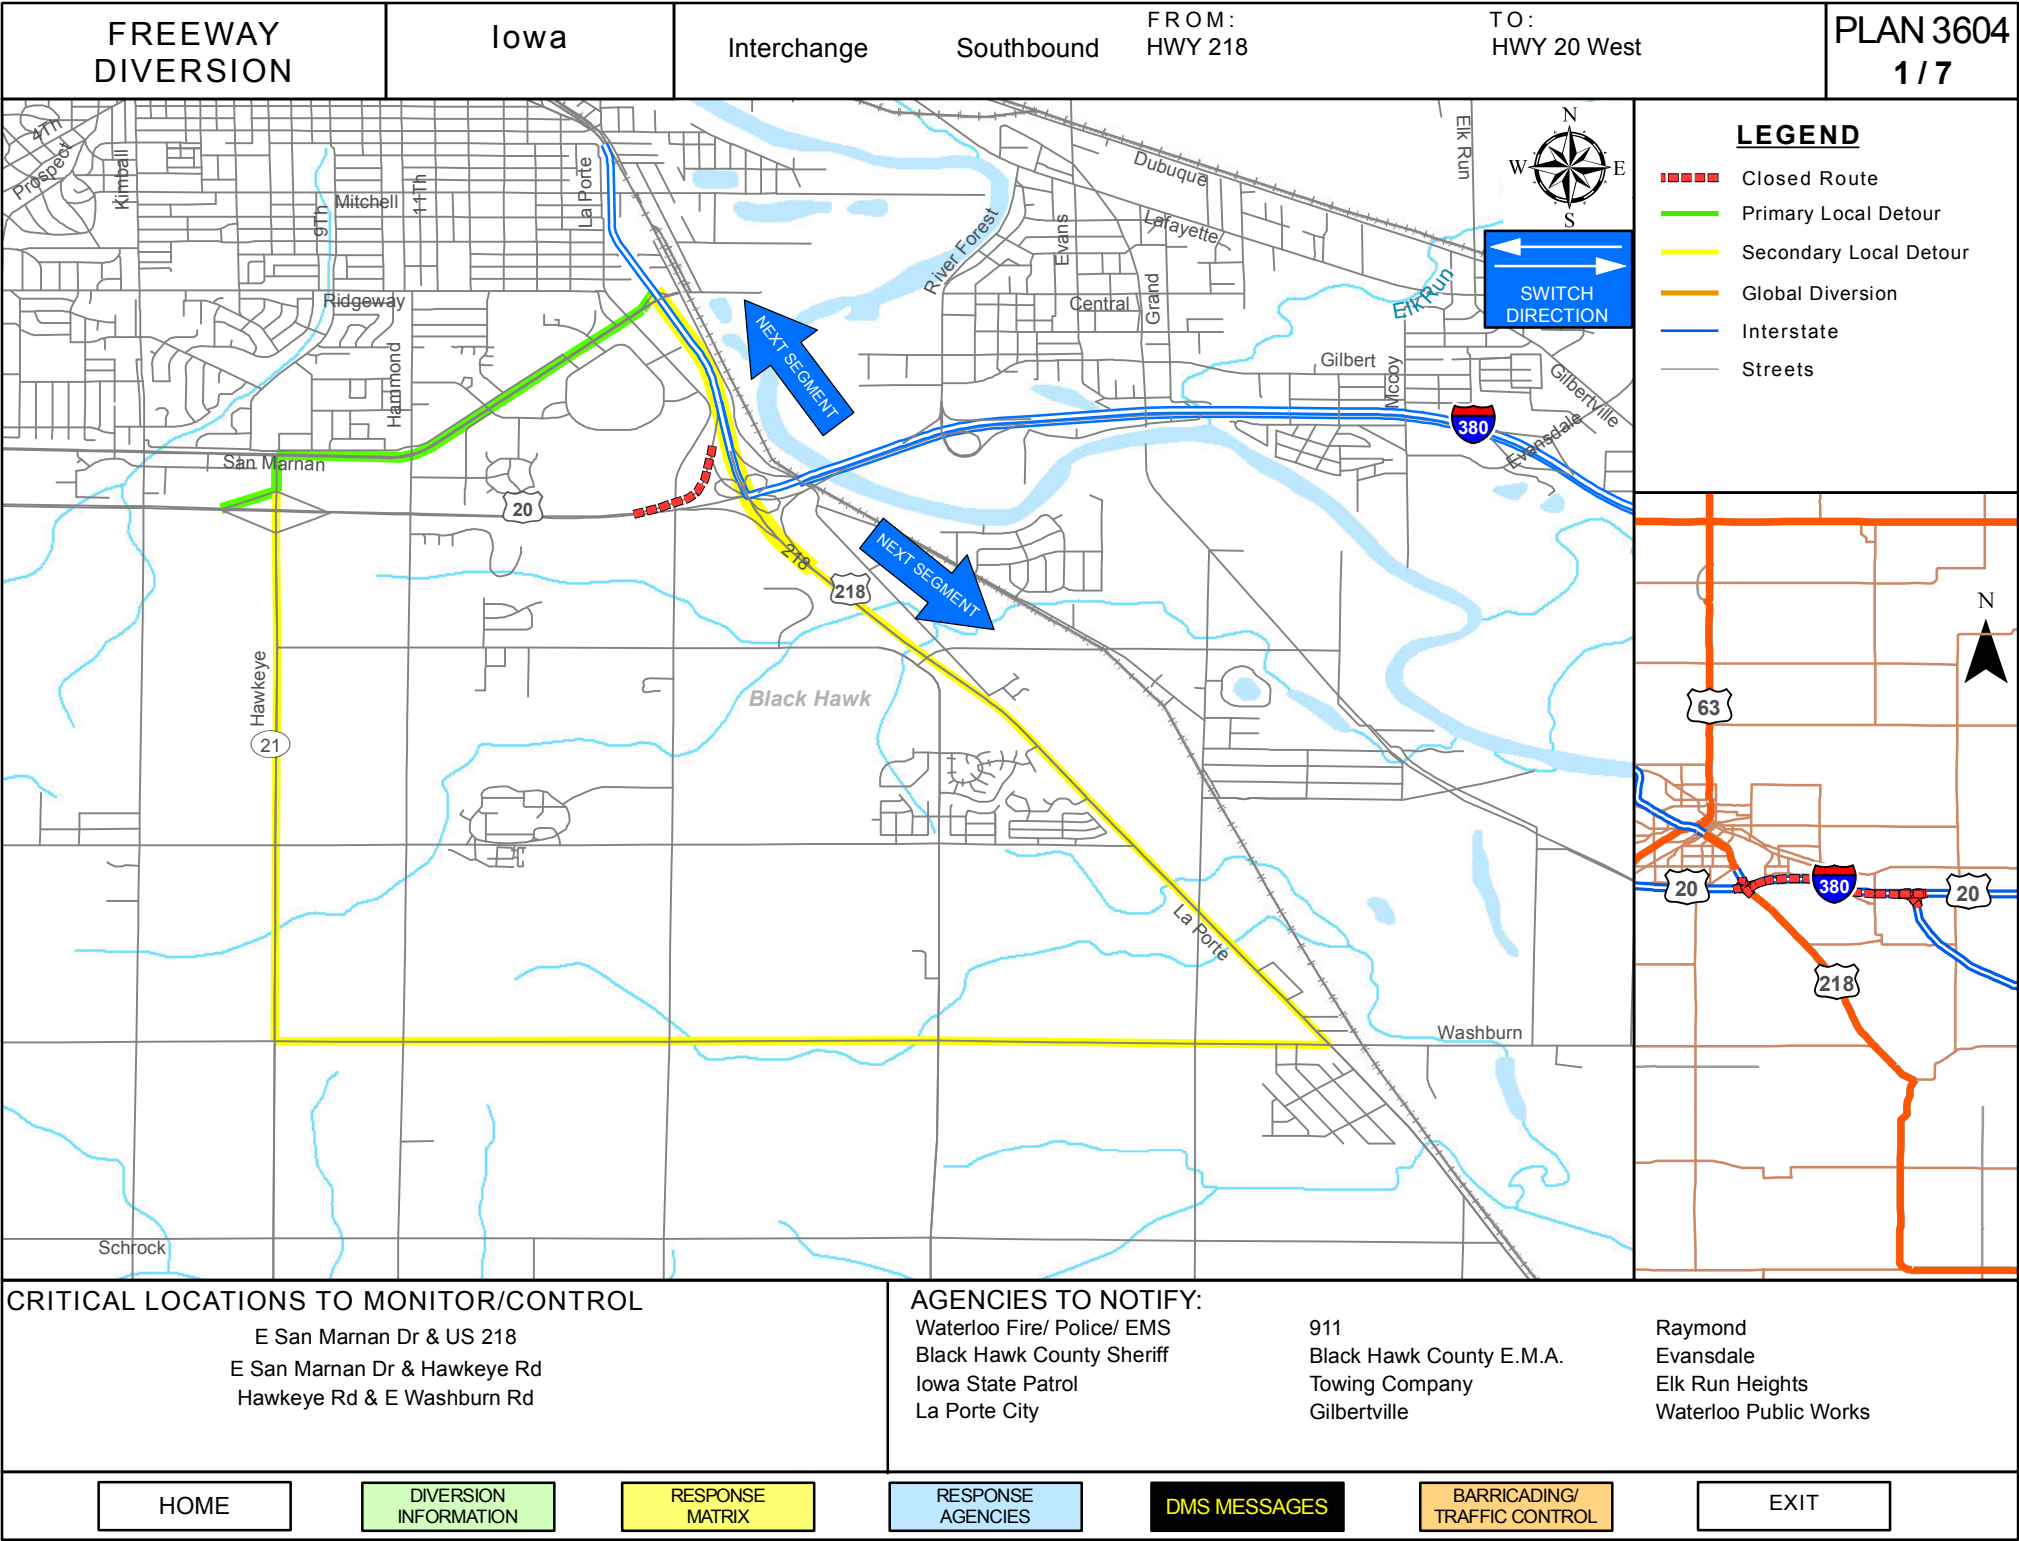 FREEWAY
DIVERSION
Iowa
Interchange
Southbound
FROM:
HWY 218
TO:
HWY 20 West
PLAN 3604
1 / 7
4Th
Prospect
Kimball
9Th
Mitchell
11Th
La Porte
Ridgeway
Hammond
San Marnan
20
River Forest
Evans
Dubuque
Lafayette
Grand
Central
Elk Run
Elk Run
Gilbert
Mccoy
Gilbertville
Evansdale
380
NEXT SEGMENT
NEXT SEGMENT
218
218
Hawkeye
21
Black Hawk
La Porte
Washburn
Schrock
N
W
E
S
SWITCH
DIRECTION
LEGEND
Closed Route
Primary Local Detour
Secondary Local Detour
Global Diversion
Interstate
Streets
N
63
20
380
20
218
CRITICAL LOCATIONS TO MONITOR/CONTROL
E San Marnan Dr & US 218
E San Marnan Dr & Hawkeye Rd
Hawkeye Rd & E Washburn Rd
AGENCIES TO NOTIFY:
Waterloo Fire/ Police/ EMS
Black Hawk County Sheriff
Iowa State Patrol
La Porte City
911
Black Hawk County E.M.A.
Towing Company
Gilbertville
Raymond
Evansdale
Elk Run Heights
Waterloo Public Works
HOME
DIVERSION
INFORMATION
RESPONSE
MATRIX
RESPONSE
AGENCIES
DMS MESSAGES
BARRICADING/
TRAFFIC CONTROL
EXIT